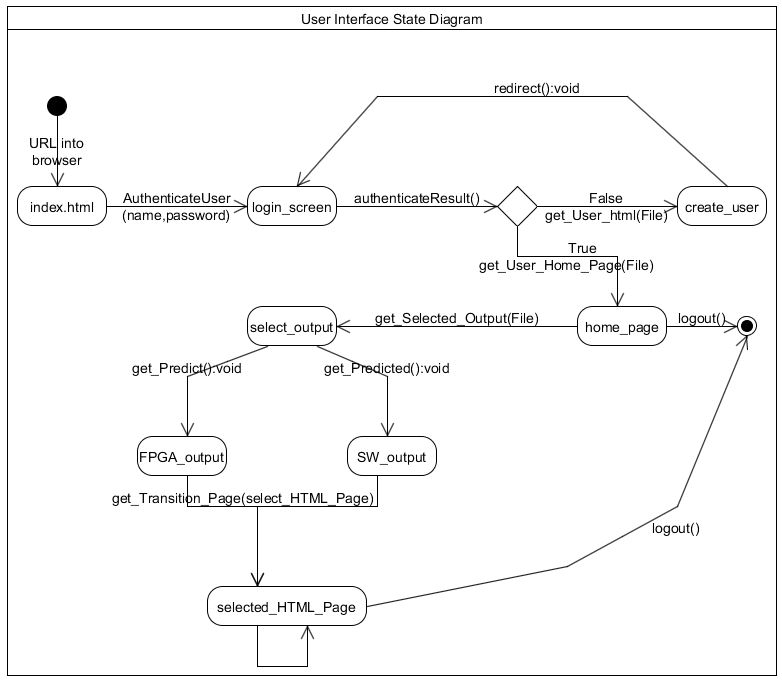 User Interface State Diagram
redirect():void
URL into
browser
index.html
AuthenticateUser
(name,password)
login_screen
authenticateResult()
False
get_User_html(File)
create_user
True
get_User_Home_Page(File)
select_output
get_Selected_Output(File)
home_page
logout()
get_Predict():void
get_Predicted():void
FPGA_output
SW_output
get_Transition_Page(select_HTML_Page)
logout()
selected_HTML_Page